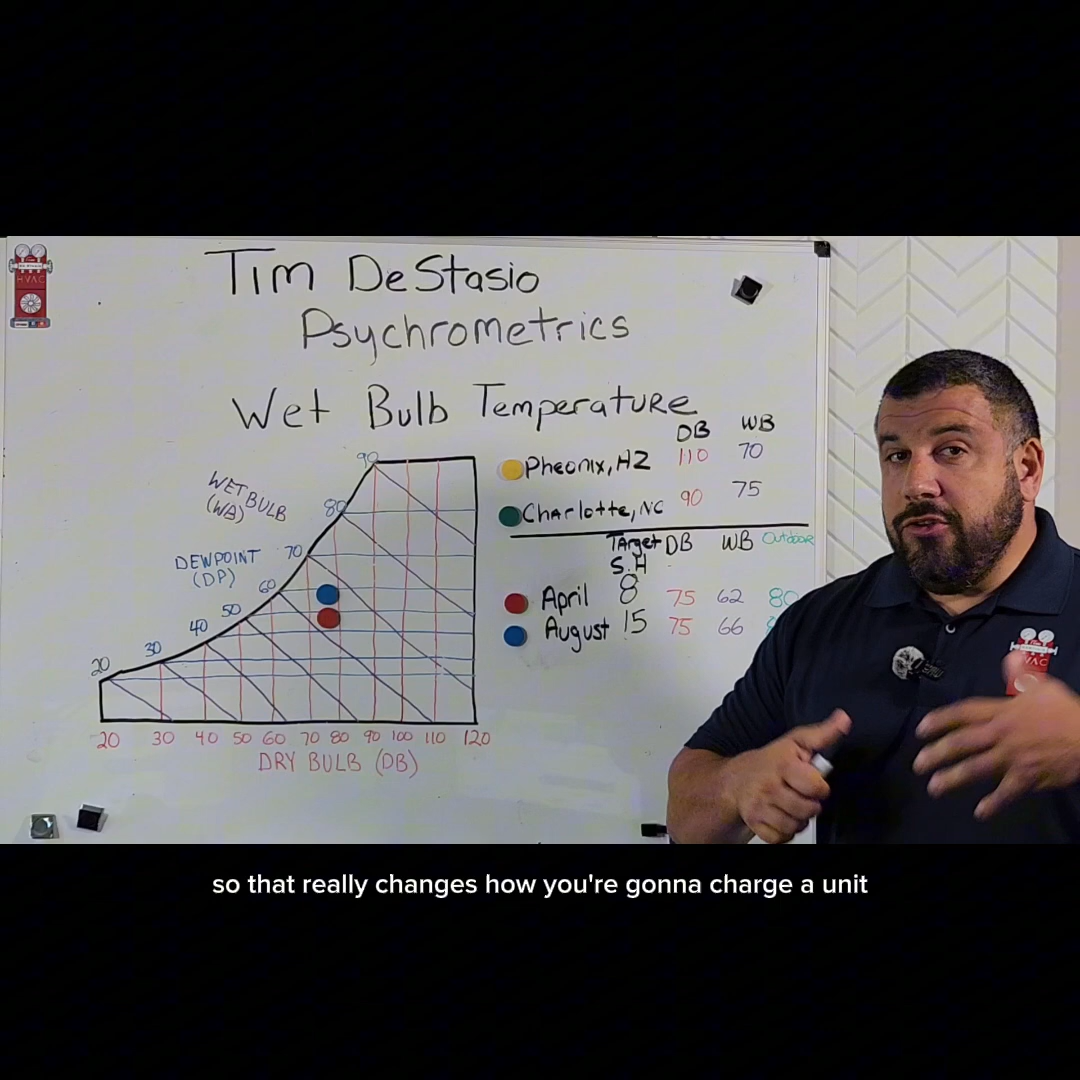 HVAC
Tim DeStasio
Psychrometrics
Wet Bulb Temperature
DB WB
Pheonix, AZ 110 70
Charlotte, NC 90 75
Target S.H DB WB Outdoor
April 8 75 62 80
August 15 75 66
WET BULB
(WB)
DEWPOINT
(DP)
90
80
70
60
50
40
30
20
20 30 40 50 60 70 80 90 100 110 120
DRY BULB (DB)
HVAC
so that really changes how you're gonna charge a unit